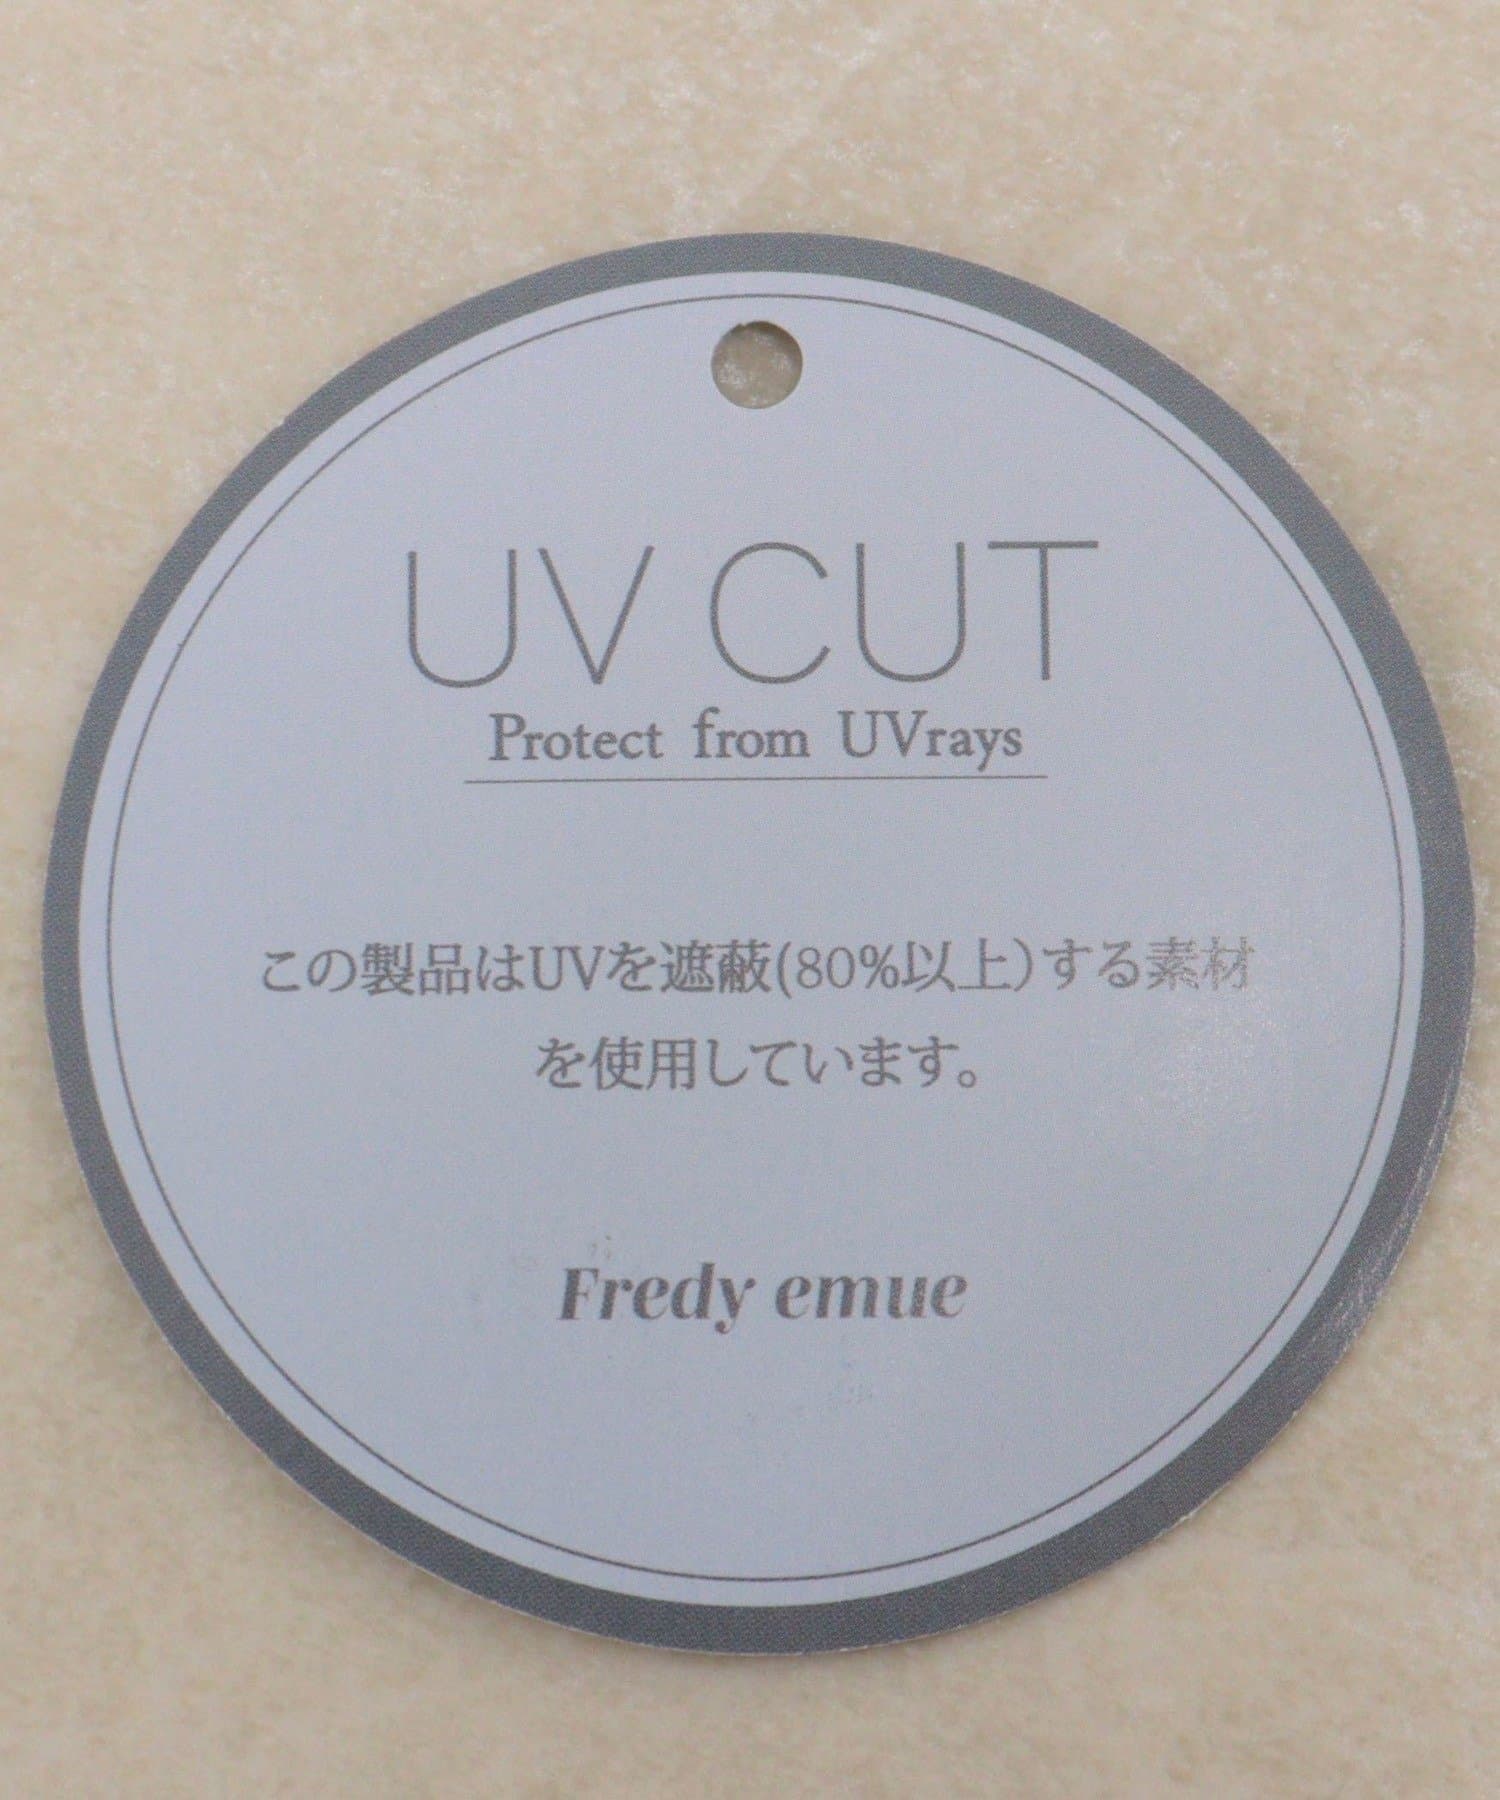 UV CUT
Protect from UVrays
この製品はUVを遮蔽(80%以上)する素材
を使用しています。
Fredy emue